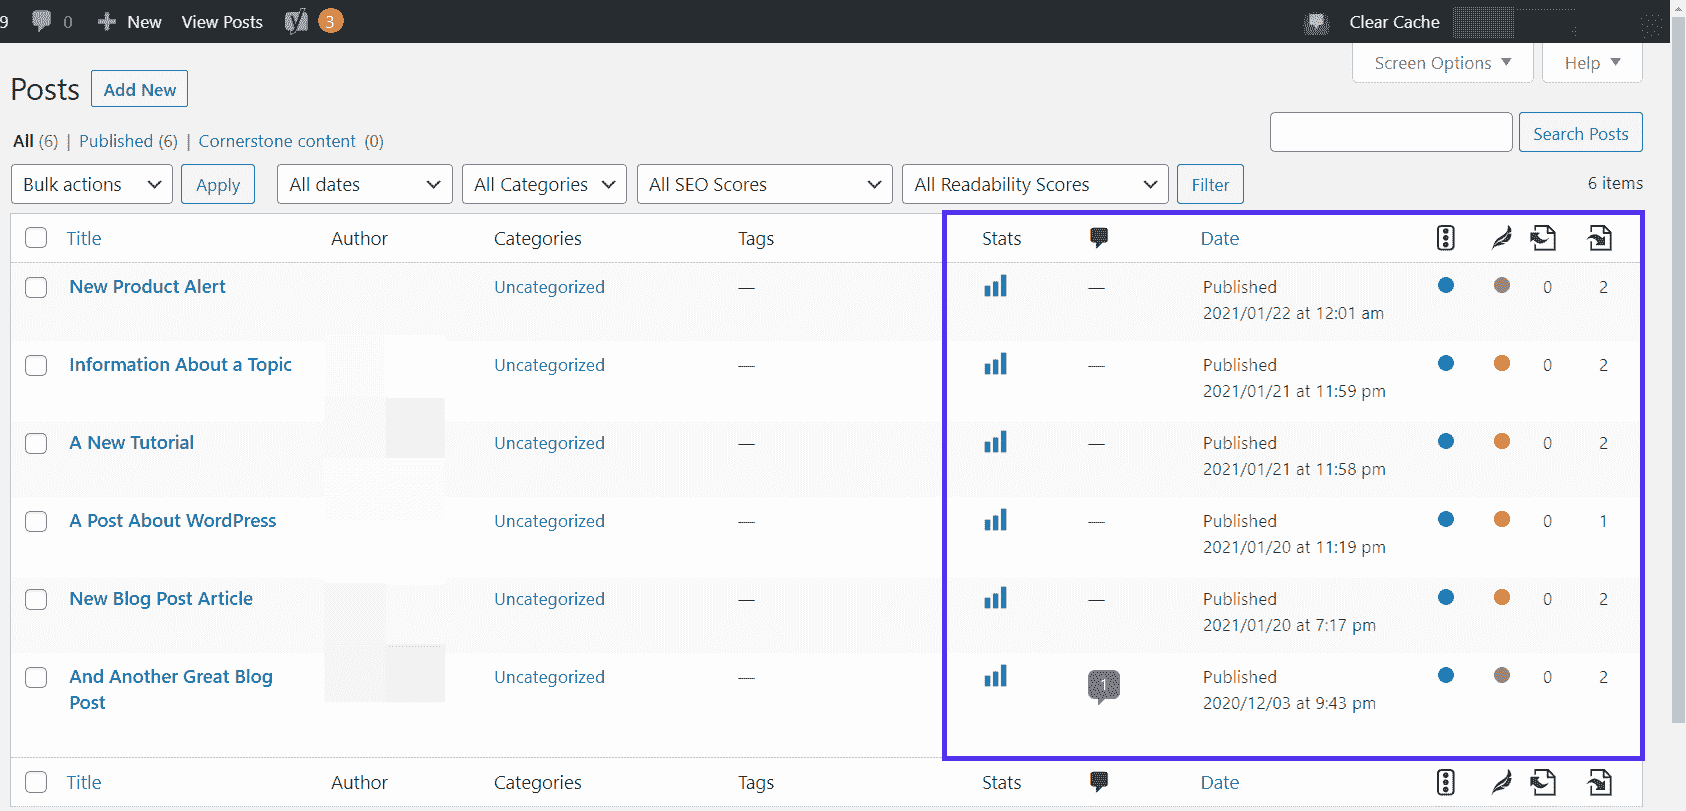 9 0 New View Posts 3 Clear Cache
Screen Options Help
Posts Add New
All (6) | Published (6) | Cornerstone content (0)
Search Posts
Bulk actions Apply All dates All Categories All SEO Scores All Readability Scores Filter 6 items
Title Author Categories Tags Stats Date
New Product Alert Uncategorized — — Published 0 2
2021/01/22 at 12:01 am
Information About a Topic Uncategorized — — Published 0 2
2021/01/21 at 11:59 pm
A New Tutorial Uncategorized — — Published 0 2
2021/01/21 at 11:58 pm
A Post About WordPress Uncategorized — — Published 0 1
2021/01/20 at 11:19 pm
New Blog Post Article Uncategorized — — Published 0 2
2021/01/20 at 7:17 pm
And Another Great Blog Uncategorized — 1 Published 0 2
Post 2020/12/03 at 9:43 pm
Title Author Categories Tags Stats Date